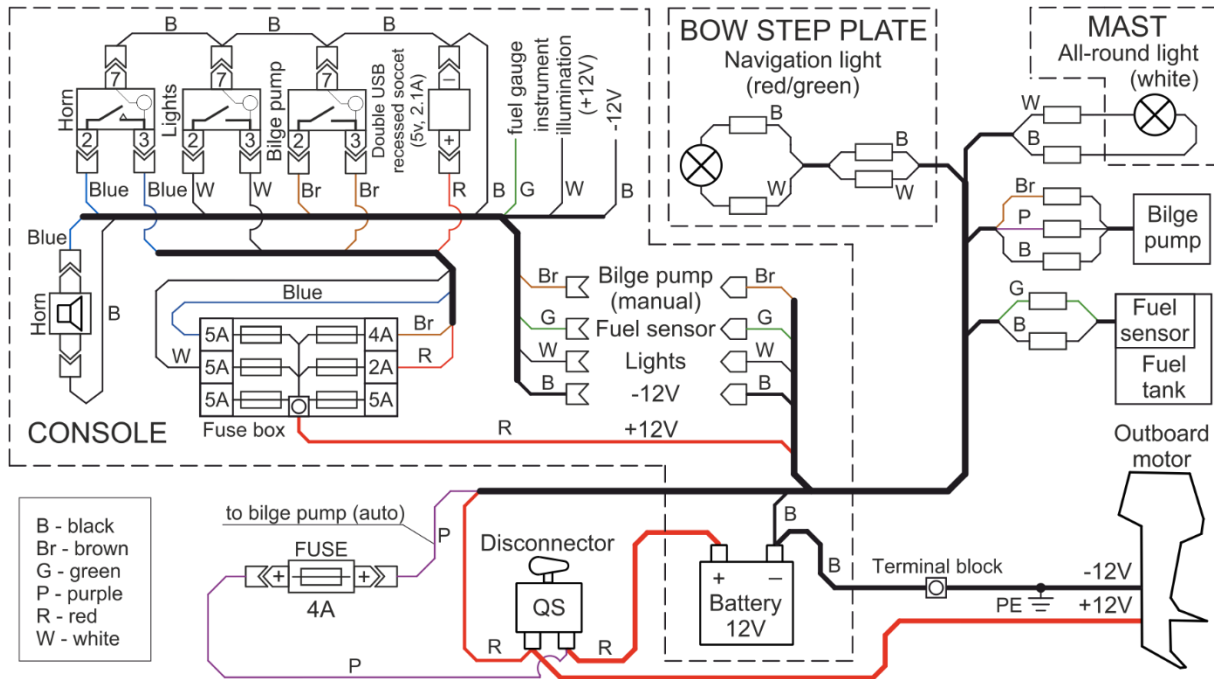 B
B
B
7
7
7
Horn
Lights
Bilge pump
Double USB
recessed soccet
(5v, 2.1A)
–
+
2
3
2
3
2
3
Blue
Blue
W
W
Br
Br
R
B
G
W
B
fuel gauge
instrument
illumination
(+12V)
-12V
Blue
Horn
B
Blue
W
5A
5A
5A
4A
2A
5A
Br
R
Fuse box
CONSOLE
R
+12V
Br
Bilge pump
(manual)
Br
G
Fuel sensor
G
W
Lights
W
B
-12V
B
BOW STEP PLATE
Navigation light
(red/green)
B
W
B
W
MAST
All-round light
(white)
W
B
Br
P
B
Bilge
pump
G
B
Fuel
sensor
Fuel
tank
Outboard
motor
B - black
Br - brown
G - green
P - purple
R - red
W - white
to bilge pump (auto)
P
FUSE
+
+
4A
P
Disconnector
QS
R
R
B
+
–
Battery
12V
B
Terminal block
PE
-12V
+12V